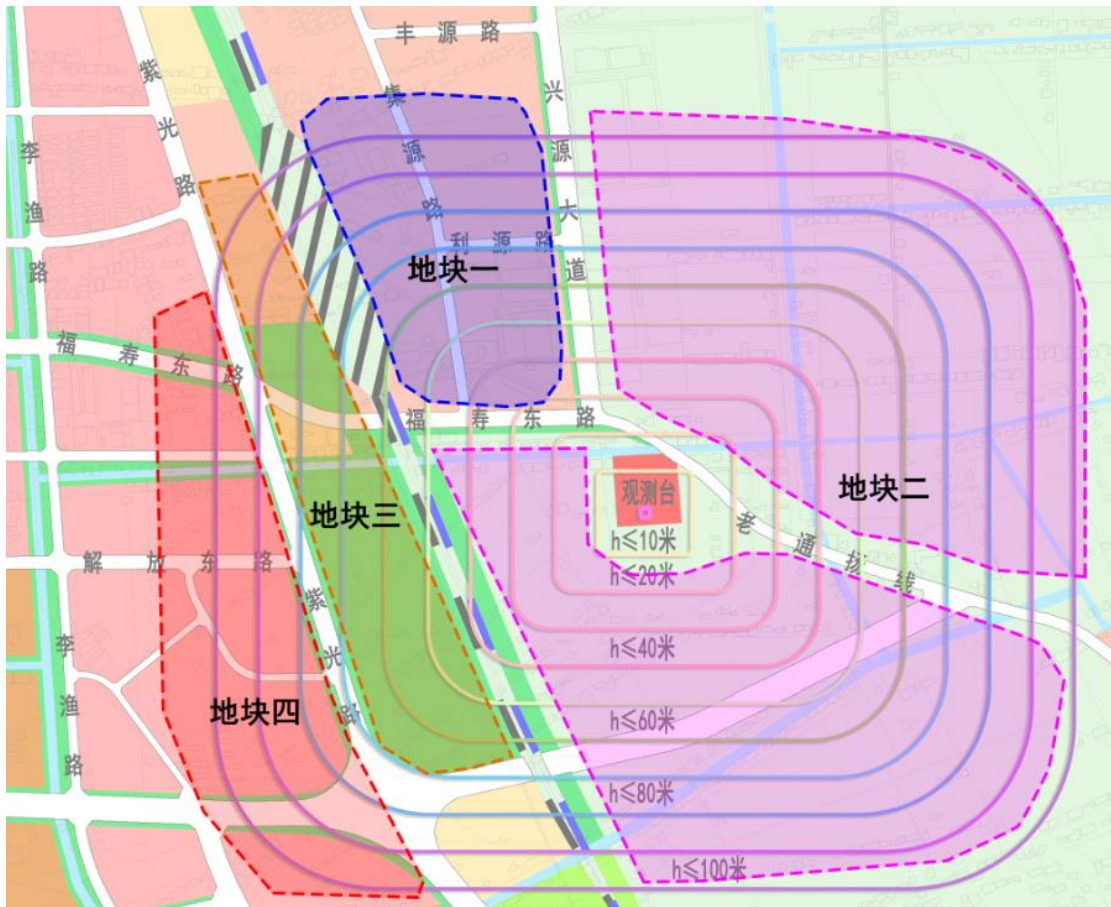 丰源路
紫光路
集源路
兴源大道
李渔路
利源路
地块一
福寿东路
福寿东路
地块二
观测台
地块三
老通扬线
h≤10米
解放东路
h≤20米
紫光路
李渔路
h≤40米
地块四
h≤60米
h≤80米
h≤100米